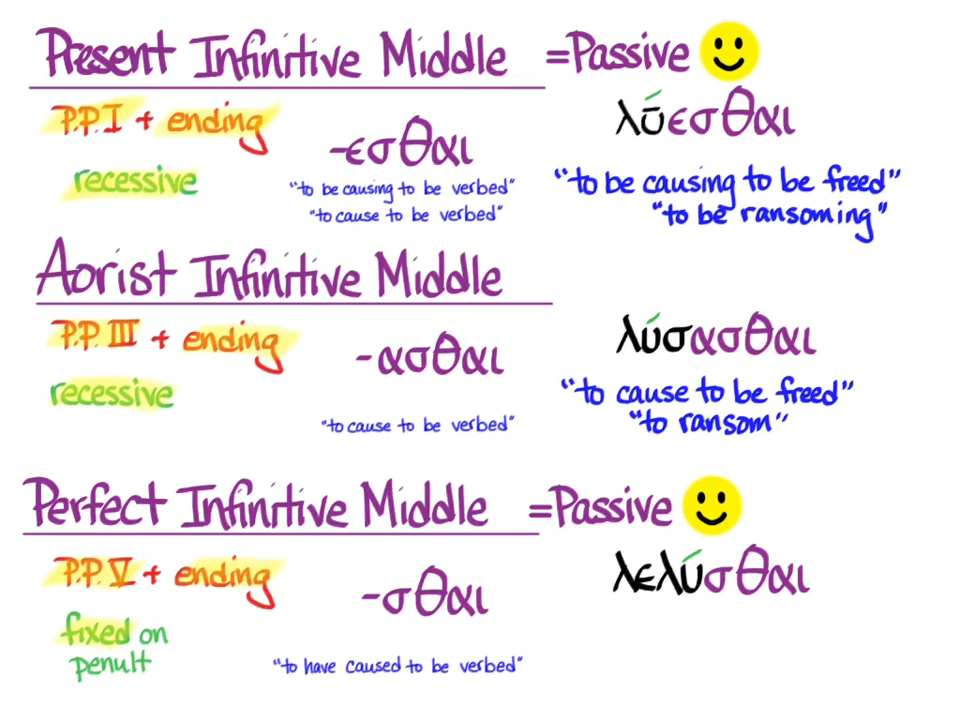 Present Infinitive Middle =Passive
P.P. I + ending
-εσθαι
λῡ́εσθαι
recessive
"to be causing to be verbed"
"to cause to be verbed"
"to be causing to be freed"
"to be ransoming"
Aorist Infinitive Middle
P.P. III + ending
-ασθαι
λύσασθαι
recessive
"to cause to be verbed"
"to cause to be freed"
"to ransom"
Perfect Infinitive Middle =Passive
P.P. V + ending
-σθαι
λελύσθαι
fixed on
penult
"to have caused to be verbed"